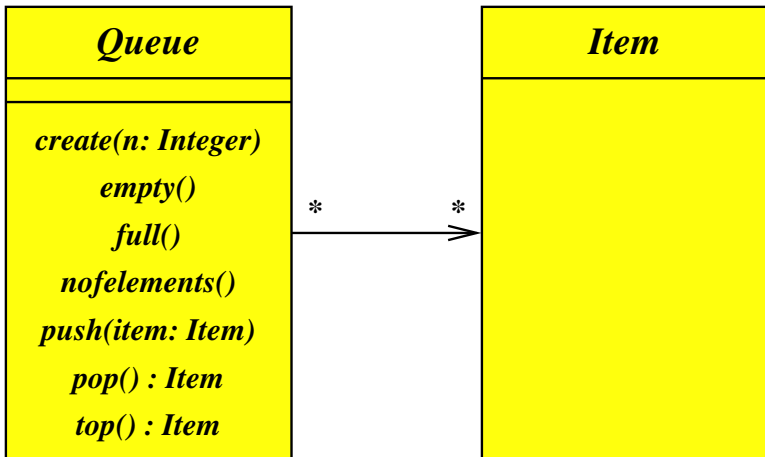 Queue
create(n: Integer)
empty()
full()
nofelements()
push(item: Item)
pop() : Item
top() : Item
* *
Item